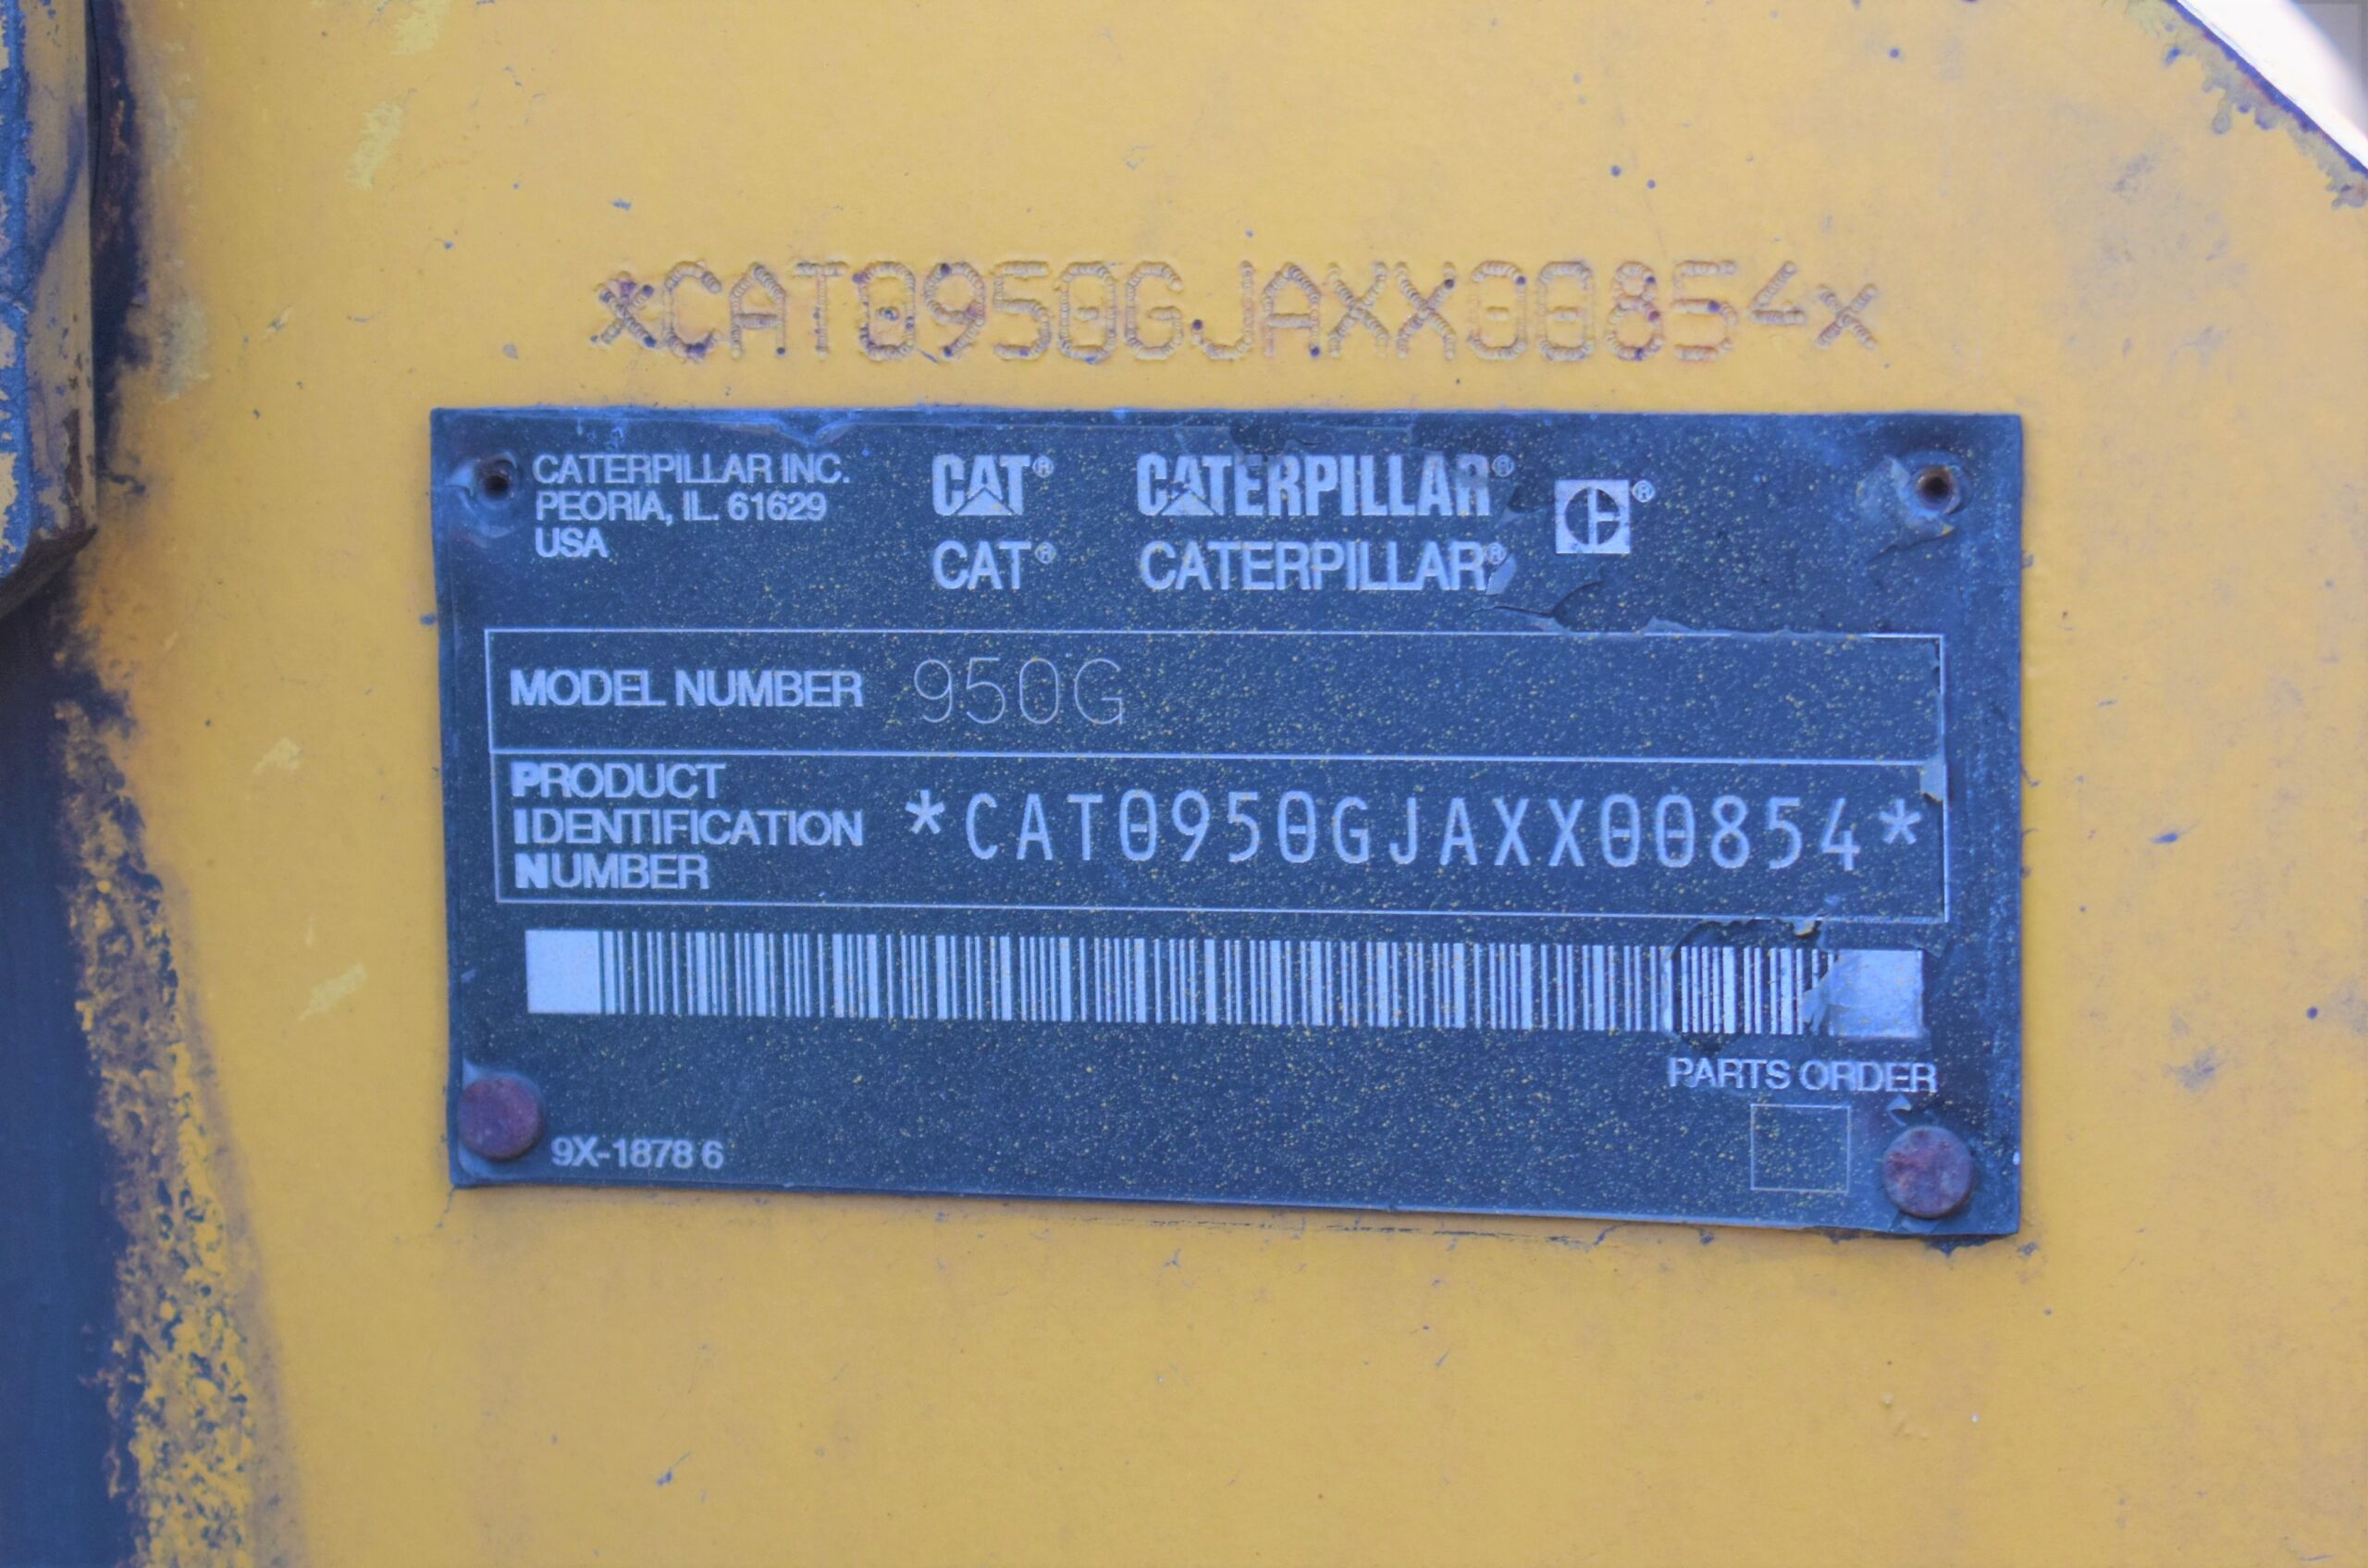 *CAT0950GJAXX00854*
CATERPILLAR INC.
PEORIA, IL. 61629
USA
CAT® CATERPILLAR® ®
CAT® CATERPILLAR®
MODEL NUMBER 950G
PRODUCT
IDENTIFICATION
NUMBER
*CAT0950GJAXX00854*
PARTS ORDER
9X-1878 6